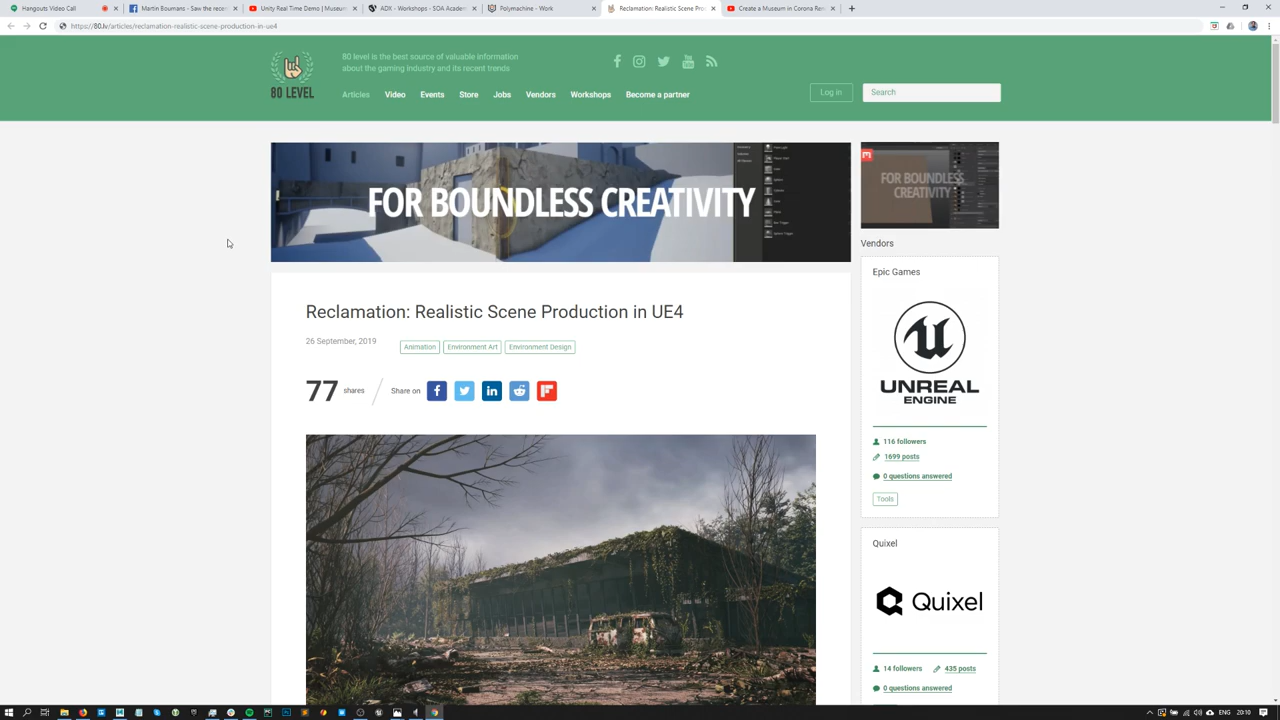 Hangouts Video Call
Martin Boumans - Saw the recen
Unity Real Time Demo | Museum
ADX - Workshops - SOA Academ
Polymachine – Work
Reclamation: Realistic Scene Pro
Create a Museum in Corona Ren
https://80.lv/articles/reclamation-realistic-scene-production-in-ue4
80 LEVEL
80 level is the best source of valuable information
about the gaming industry and its recent trends
Articles
Video
Events
Store
Jobs
Vendors
Workshops
Become a partner
Log in
Search
FOR BOUNDLESS CREATIVITY
FOR BOUNDLESS
CREATIVITY
Vendors
Epic Games
UNREAL
ENGINE
116 followers
1699 posts
0 questions answered
Tools
Quixel
Quixel
14 followers
435 posts
0 questions answered
Reclamation: Realistic Scene Production in UE4
26 September, 2019
Animation
Environment Art
Environment Design
77 shares
Share on
ENG
20:10